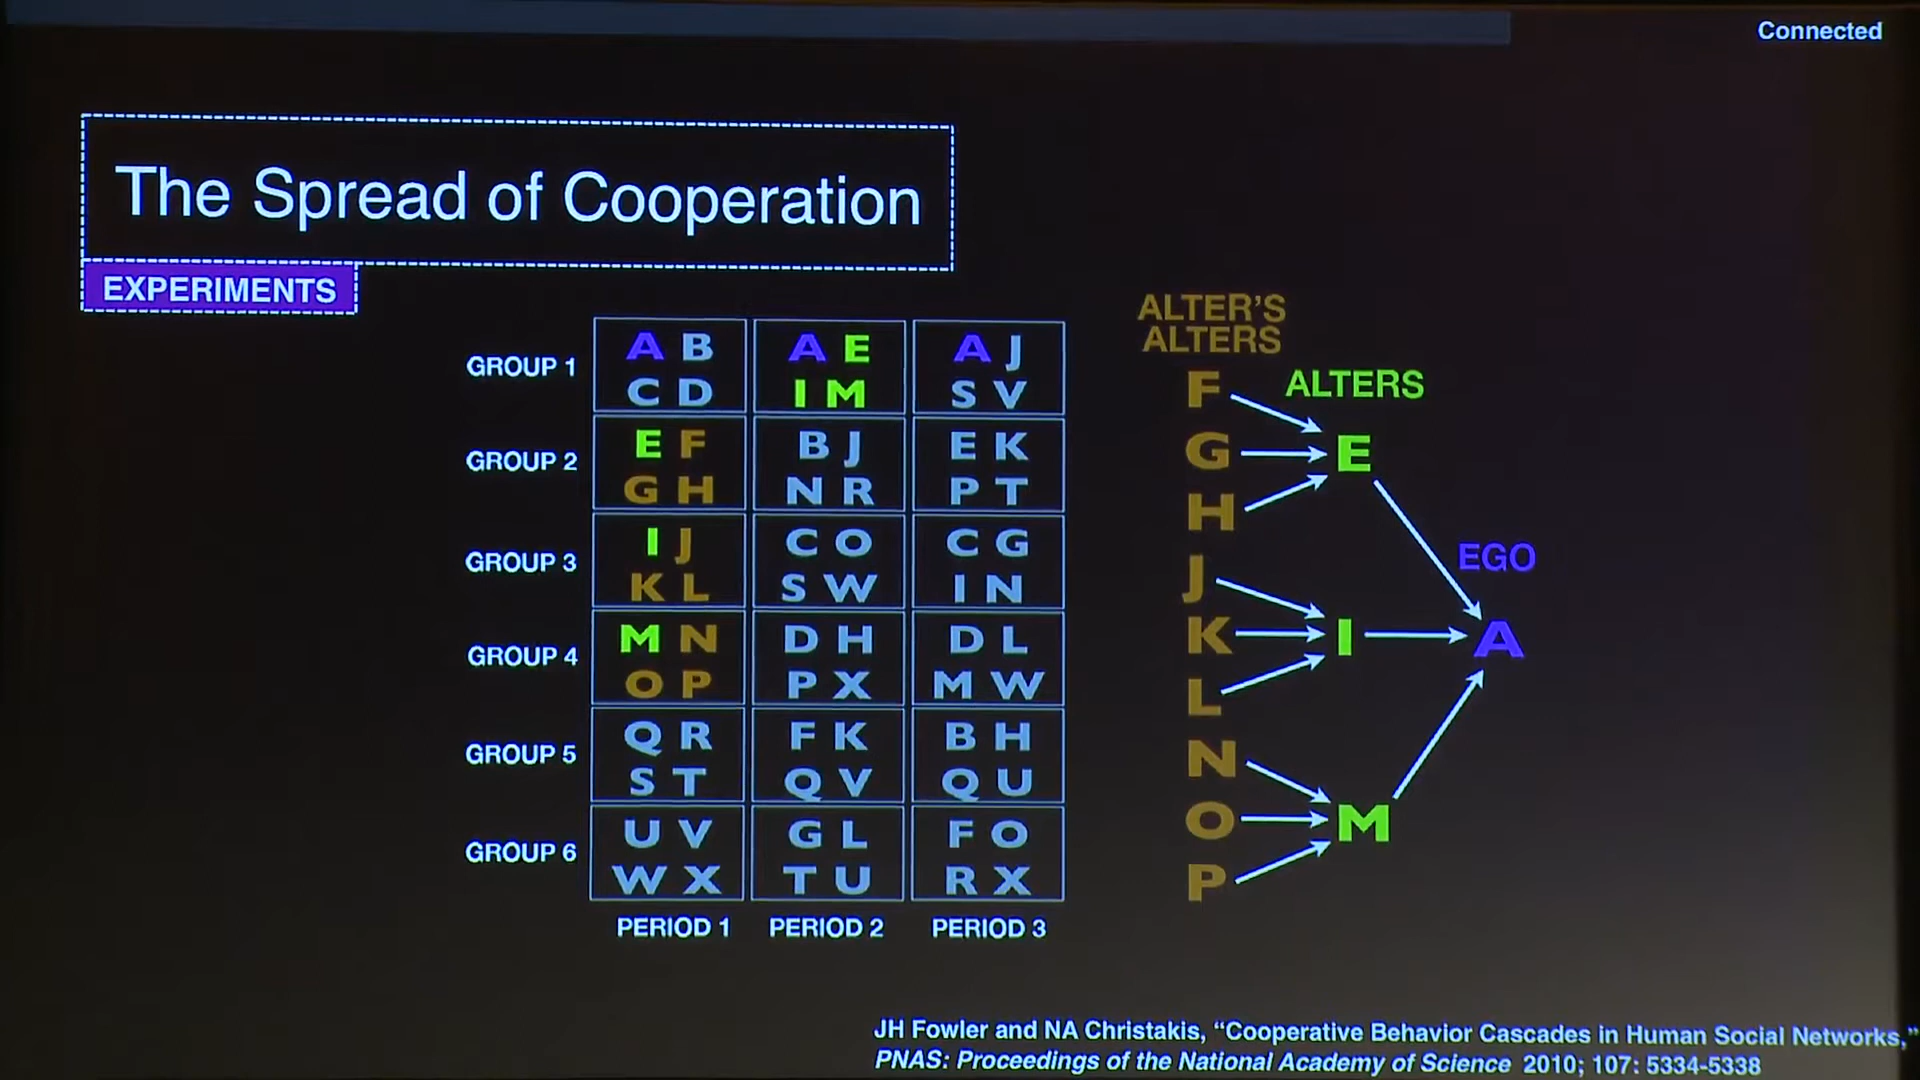 Connected
The Spread of Cooperation
EXPERIMENTS
GROUP 1
A B
C D
A E
I M
A J
S V
GROUP 2
E F
G H
B J
N R
E K
P T
GROUP 3
I J
K L
C O
S W
C G
I N
GROUP 4
M N
O P
D H
P X
D L
M W
GROUP 5
Q R
S T
F K
Q V
B H
Q U
GROUP 6
U V
W X
G L
T U
F O
R X
PERIOD 1
PERIOD 2
PERIOD 3
ALTER'S
ALTERS
F
G
H
J
K
L
N
O
P
ALTERS
E
I
M
EGO
A
JH Fowler and NA Christakis, “Cooperative Behavior Cascades in Human Social Networks,”
PNAS: Proceedings of the National Academy of Science 2010; 107: 5334-5338